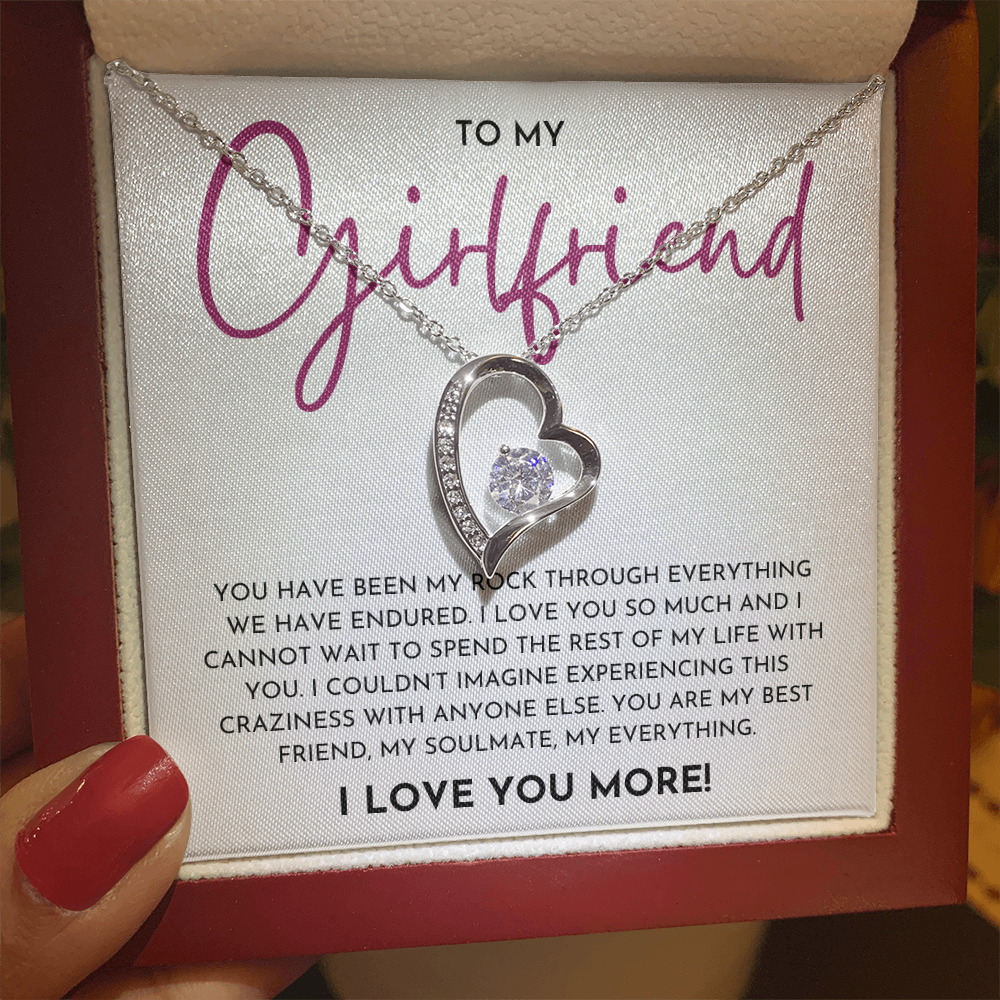 TO MY
Girlfriend
YOU HAVE BEEN MY ROCK THROUGH EVERYTHING
WE HAVE ENDURED. I LOVE YOU SO MUCH AND I
CANNOT WAIT TO SPEND THE REST OF MY LIFE WITH
YOU. I COULDN'T IMAGINE EXPERIENCING THIS
CRAZINESS WITH ANYONE ELSE. YOU ARE MY BEST
FRIEND, MY SOULMATE, MY EVERYTHING.
I LOVE YOU MORE!